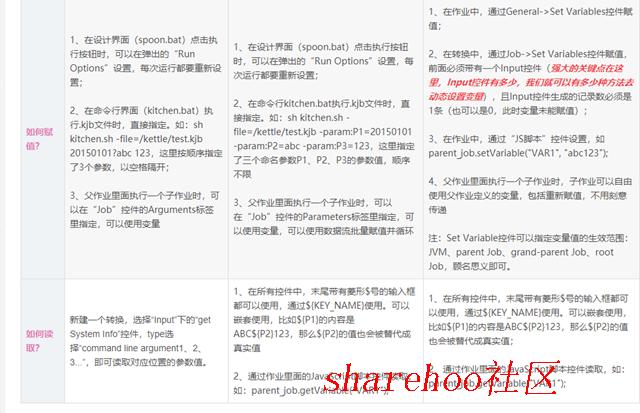 如何赋值?
1、在设计界面（spoon.bat）点击
执行按钮时，可以在弹出的“Run
Options”设置，每次运行都要重新设
置；
2、在命令行界面（kitchen.bat）执
行.kjb文件时，直接指定。如：sh
kitchen.sh -file=/kettle/test.kjb
20150101?abc 123，这里按顺序指定
了3个参数，以空格隔开；
3、父作业里面执行一个子作业时，可
以在“Job”控件的Arguments标签
里指定，可以使用变量
1、在设计界面（spoon.bat）点击执行按钮
时，可以在弹出的“Run Options”设置，每
次运行都要重新设置；
2、在命令行kitchen.bat执行.kjb文件时，直
接指定。如：sh kitchen.sh -
file=/kettle/test.kjb -param:P1=20150101
-param:P2=abc -param:P3=123，这里指定
了三个命名参数P1、P2、P3的参数值，顺序
不限
3、父作业里面执行一个子作业时，可以
在“Job”控件的Parameters标签里指定，可
以使用变量，可以使用数据流批量赋值并循环
1、在作业中，通过General->Set Variables控件赋
值；
2、在转换中，通过Job->Set Variables控件赋值，
前面必须带有一个Input控件（强大的关键点在这
里，Input控件有多少，我们就可以有多少种方法去
动态设置变量），且Input控件生成的记录数必须是
1条（也可以是0，此时变量未能赋值）；
3、在作业中，通过“JS脚本”控件设置，如
parent_job.setVariable("VAR1", "abc123");
4、父作业里面执行一个子作业时，子作业可以自由
使用父作业定义的变量，包括重新赋值，不用刻意
传递
注：Set Variable控件可以指定变量值的生效范围：
JVM、parent Job、grand-parent Job、root
Job，顾名思义即可。
如何读取?
新建一个转换，选择“Input”下的“get
System Info”控件，type选
择“command line argument1、2、
3...”，即可读取对应位置的参数值。
1、在所有控件中，末尾带有菱形$号的输入框
都可以使用，通过${KEY_NAME}使用。可以
嵌套使用，比如${P1}的内容是
ABC${P2}123，那么${P2}的值也会被替代成
真实值
2、通过作业里面的JavaScript脚本控件读取，
如：parent_job.getVariable("VAR1");
1、在所有控件中，末尾带有菱形$号的输入框都可
以使用，通过${KEY_NAME}使用。可以嵌套使用，
比如${P1}的内容是ABC${P2}123，那么${P2}的值
也会被替代成真实值；
2、通过作业里面的JavaScript脚本控件读取，如：
parent_job.getVariable("VAR1");
sharehoo社区